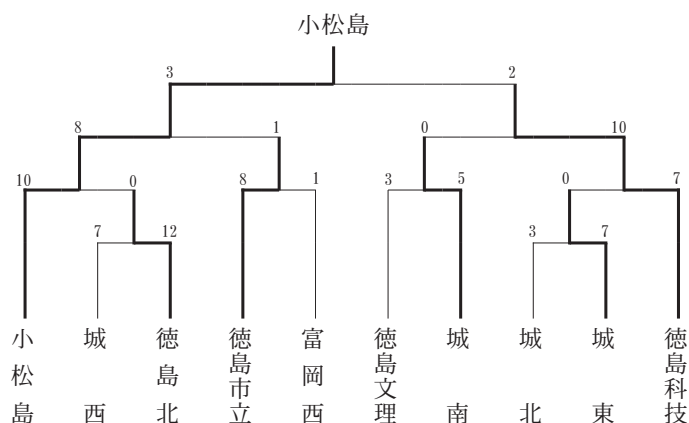 小松島
3 2
8 1 0 10
10 0 8 1 3 5 0 7
7 12 3 7
小松島
城西
徳島北
徳島市立
富岡西
徳島文理
城南
城北
城東
徳島科技